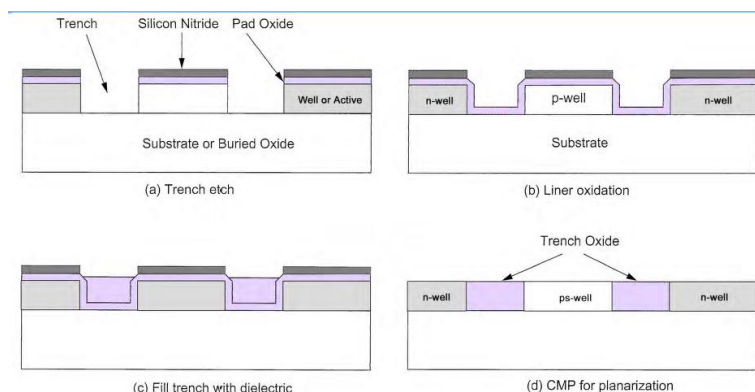 Trench
Silicon Nitride
Pad Oxide
Well or Active
Substrate or Buried Oxide
(a) Trench etch
n-well
p-well
n-well
Substrate
(b) Liner oxidation
(c) Fill trench with dielectric
Trench Oxide
n-well
ps-well
n-well
(d) CMP for planarization